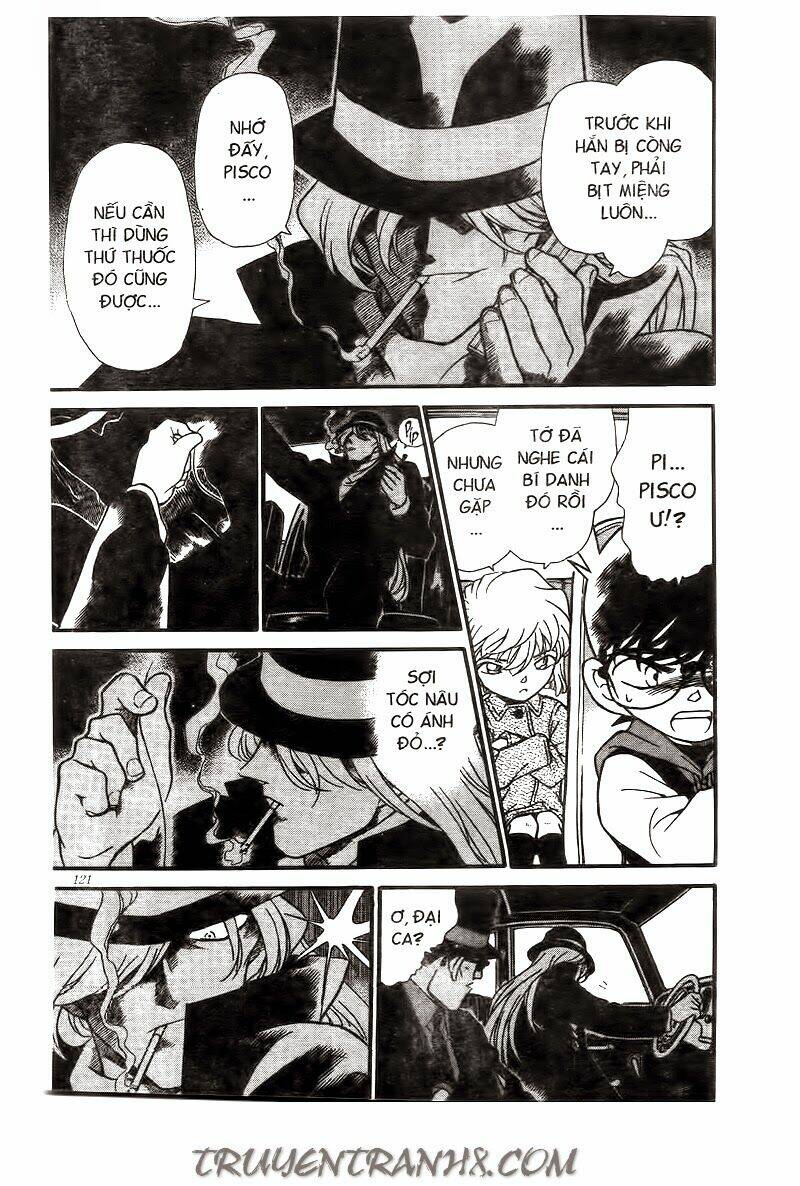 TRƯỚC KHI
HẮN BỊ CÒNG
TAY, PHẢI
BỊT MIỆNG
LUÔN...
NHỚ
ĐẤY,
PISCO
...
NẾU CẦN
THÌ DÙNG
THỨ THUỐC
ĐÓ CŨNG
ĐƯỢC...
PI...
PISCO
Ư!?
TỚ ĐÃ
NGHE CÁI
BÍ DANH
ĐÓ RỒI
...
NHƯNG
CHƯA
GẶP
...
PIP
SỢI
TÓC NÂU
CÓ ÁNH
ĐỎ...?
121
Ơ, ĐẠI
CA?
TRUYENTRANH8.COM